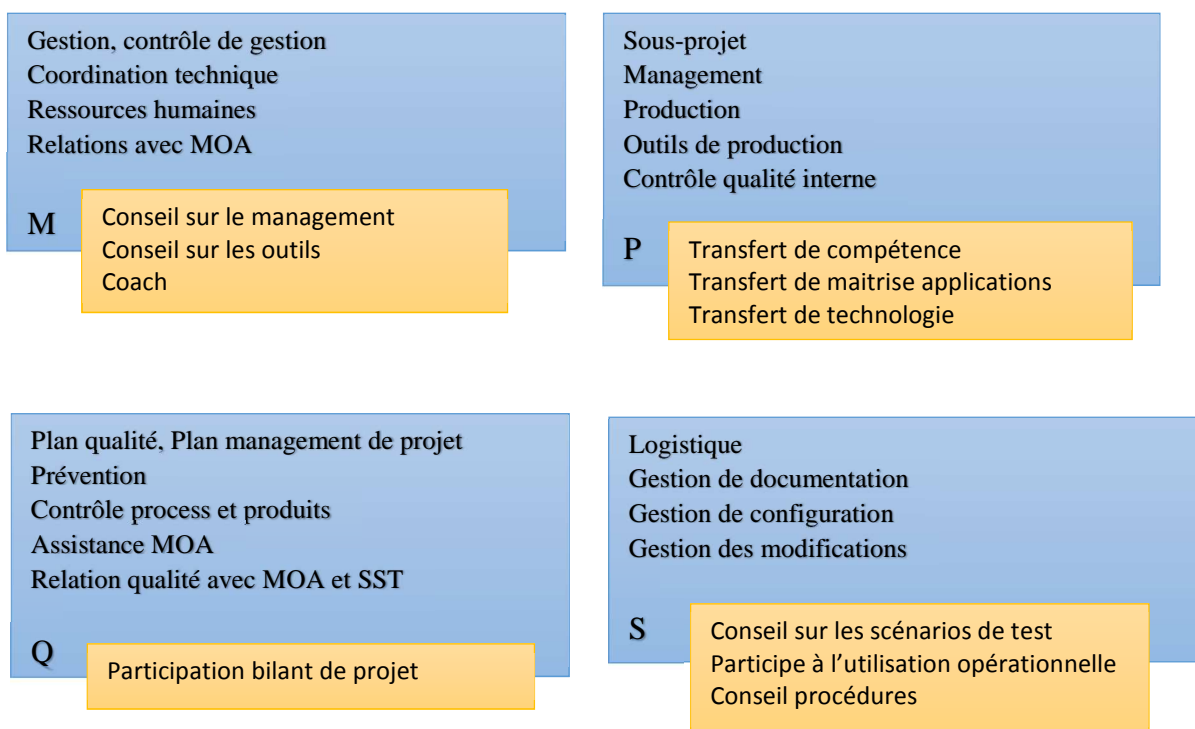 Gestion, contrôle de gestion
Coordination technique
Ressources humaines
Relations avec MOA
M
Conseil sur le management
Conseil sur les outils
Coach
Sous-projet
Management
Production
Outils de production
Contrôle qualité interne
P
Transfert de compétence
Transfert de maitrise applications
Transfert de technologie
Plan qualité, Plan management de projet
Prévention
Contrôle process et produits
Assistance MOA
Relation qualité avec MOA et SST
Q
Participation bilant de projet
Logistique
Gestion de documentation
Gestion de configuration
Gestion des modifications
S
Conseil sur les scénarios de test
Participe à l’utilisation opérationnelle
Conseil procédures